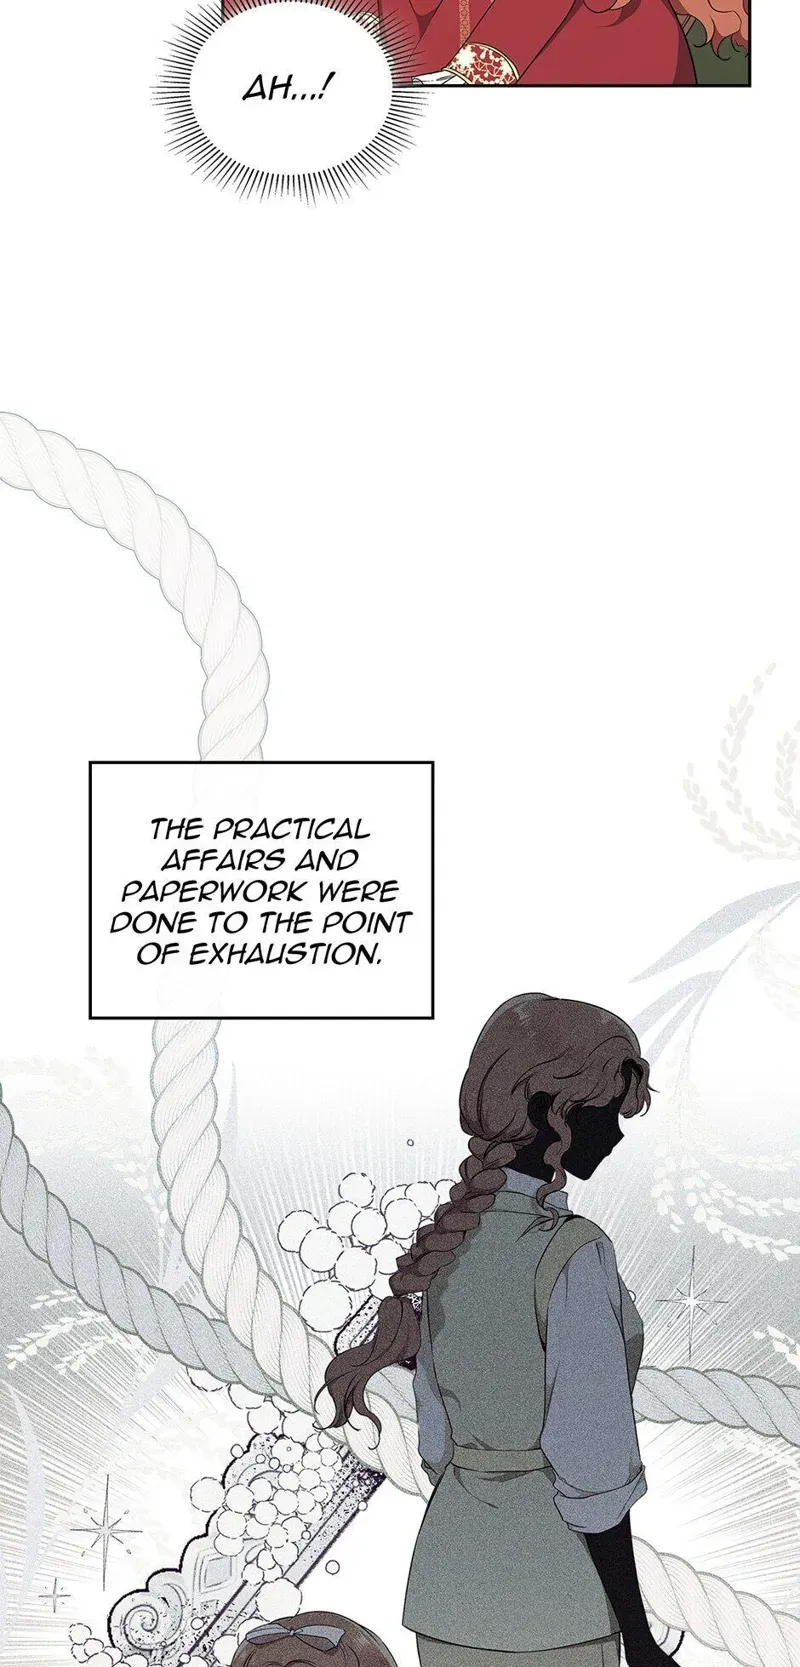 AH...!
THE PRACTICAL
AFFAIRS AND
PAPERWORK WERE
DONE TO THE POINT
OF EXHAUSTION.